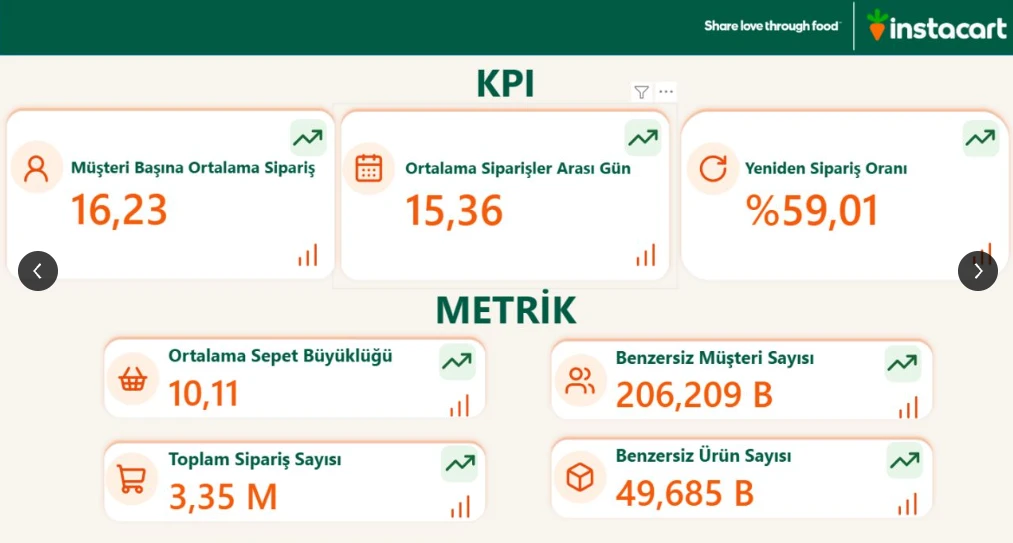 Share love through food
instacart
KPI
Müşteri Başına Ortalama Sipariş
16,23
Ortalama Siparişler Arası Gün
15,36
Yeniden Sipariş Oranı
%59,01
METRİK
Ortalama Sepet Büyüklüğü
10,11
Benzersiz Müşteri Sayısı
206,209 B
Toplam Sipariş Sayısı
3,35 M
Benzersiz Ürün Sayısı
49,685 B